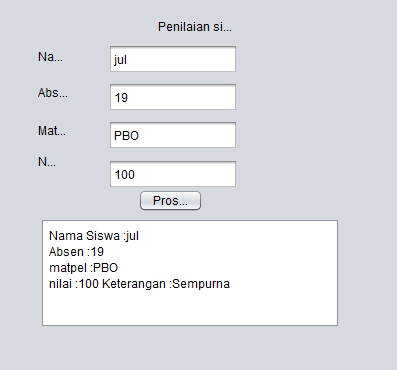 Penilaian si...
Na... jul
Abs... 19
Mat... PBO
N... 100
Pros...
Nama Siswa :jul
Absen :19
matpel :PBO
nilai :100 Keterangan :Sempurna